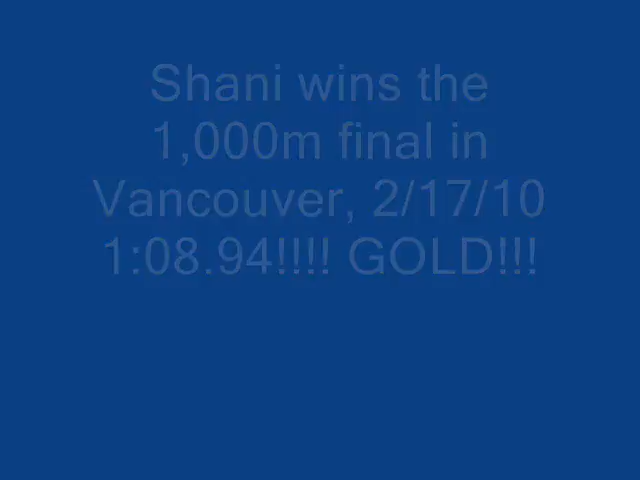 Shani wins the
1,000m final in
Vancouver, 2/17/10
1:08.94!!!! GOLD!!!